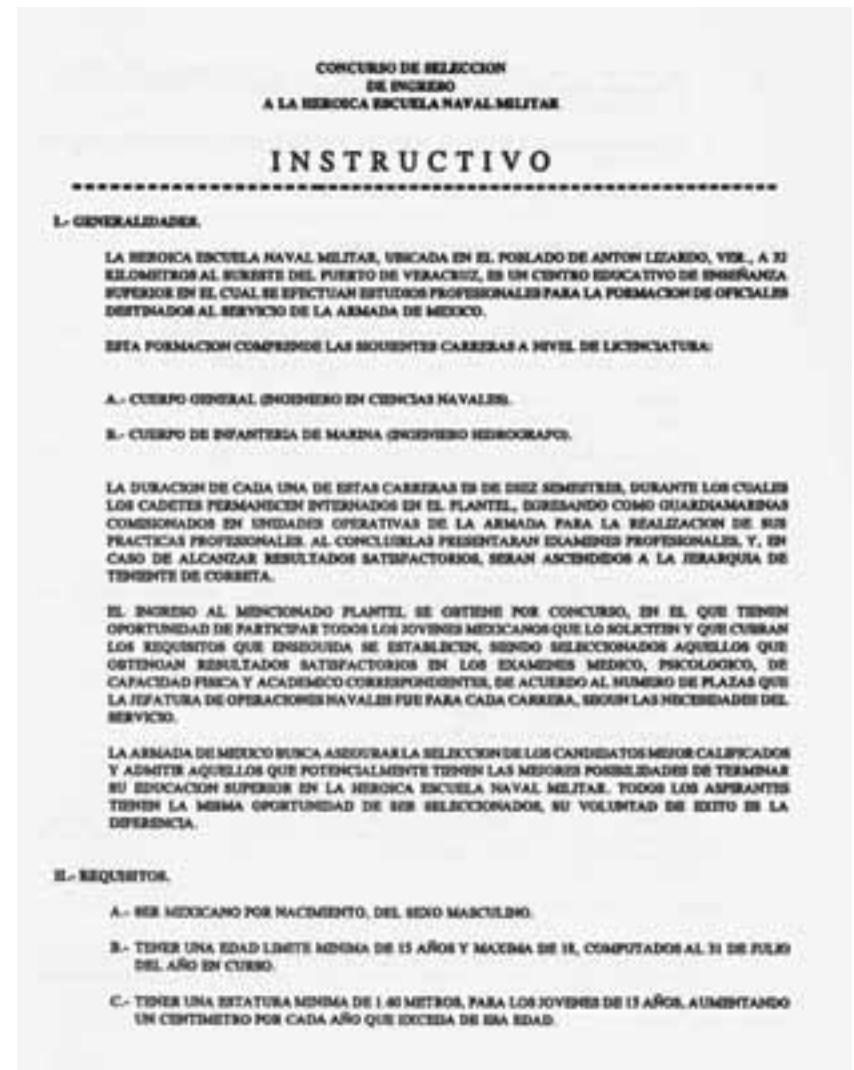 CONCURSO DE SELECCION
DE INGRESO
A LA HEROICA ESCUELA NAVAL MILITAR
INSTRUCTIVO
I.- GENERALIDADES.
LA HEROICA ESCUELA NAVAL MILITAR, UBICADA EN EL POBLADO DE ANTON LIZARDO, VER., A 32
KILOMETROS AL SURESTE DEL PUERTO DE VERACRUZ, ES UN CENTRO EDUCATIVO DE ENSEÑANZA
SUPERIOR EN EL CUAL SE EFECTUAN ESTUDIOS PROFESIONALES PARA LA FORMACION DE OFICIALES
DESTINADOS AL SERVICIO DE LA ARMADA DE MEXICO.
ESTA FORMACION COMPRENDE LAS SIGUIENTES CARRERAS A NIVEL DE LICENCIATURA:
A.- CUERPO GENERAL (INGENIERO EN CIENCIAS NAVALES).
B.- CUERPO DE INFANTERIA DE MARINA (INGENIERO HIDROGRAFO).
LA DURACION DE CADA UNA DE ESTAS CARRERAS ES DE DIEZ SEMESTRES, DURANTE LOS CUALES
LOS CADETES PERMANECEN INTERNADOS EN EL PLANTEL, EGRESANDO COMO GUARDIAMARINAS
COMISIONADOS EN UNIDADES OPERATIVAS DE LA ARMADA PARA LA REALIZACION DE SUS
PRACTICAS PROFESIONALES. AL CONCLUIRLAS PRESENTARAN EXAMENES PROFESIONALES, Y, EN
CASO DE ALCANZAR RESULTADOS SATISFACTORIOS, SERAN ASCENDIDOS A LA JERARQUIA DE
TENIENTE DE CORBETA.
EL INGRESO AL MENCIONADO PLANTEL SE OBTIENE POR CONCURSO, EN EL QUE TIENEN
OPORTUNIDAD DE PARTICIPAR TODOS LOS JOVENES MEXICANOS QUE LO SOLICITEN Y QUE CUBRAN
LOS REQUISITOS QUE ENSEGUIDA SE ESTABLECEN, SIENDO SELECCIONADOS AQUELLOS QUE
OBTENGAN RESULTADOS SATISFACTORIOS EN LOS EXAMENES MEDICO, PSICOLOGICO, DE
CAPACIDAD FISICA Y ACADEMICO CORRESPONDIENTES, DE ACUERDO AL NUMERO DE PLAZAS QUE
LA JEFATURA DE OPERACIONES NAVALES FIJE PARA CADA CARRERA, SEGUN LAS NECESIDADES DEL
SERVICIO.
LA ARMADA DE MEXICO BUSCA ASEGURAR LA SELECCION DE LOS CANDIDATOS MEJOR CALIFICADOS
Y ADMITIR AQUELLOS QUE POTENCIALMENTE TIENEN LAS MEJORES POSIBILIDADES DE TERMINAR
SU EDUCACION SUPERIOR EN LA HEROICA ESCUELA NAVAL MILITAR. TODOS LOS ASPIRANTES
TIENEN LA MISMA OPORTUNIDAD DE SER SELECCIONADOS, SU VOLUNTAD DE EXITO ES LA
DIFERENCIA.
II.- REQUISITOS.
A.- SER MEXICANO POR NACIMIENTO, DEL SEXO MASCULINO.
B.- TENER UNA EDAD LIMITE MINIMA DE 15 AÑOS Y MAXIMA DE 18, COMPUTADOS AL 31 DE JULIO
DEL AÑO EN CURSO.
C.- TENER UNA ESTATURA MINIMA DE 1.60 METROS, PARA LOS JOVENES DE 15 AÑOS, AUMENTANDO
UN CENTIMETRO POR CADA AÑO QUE EXCEDA DE ESA EDAD.